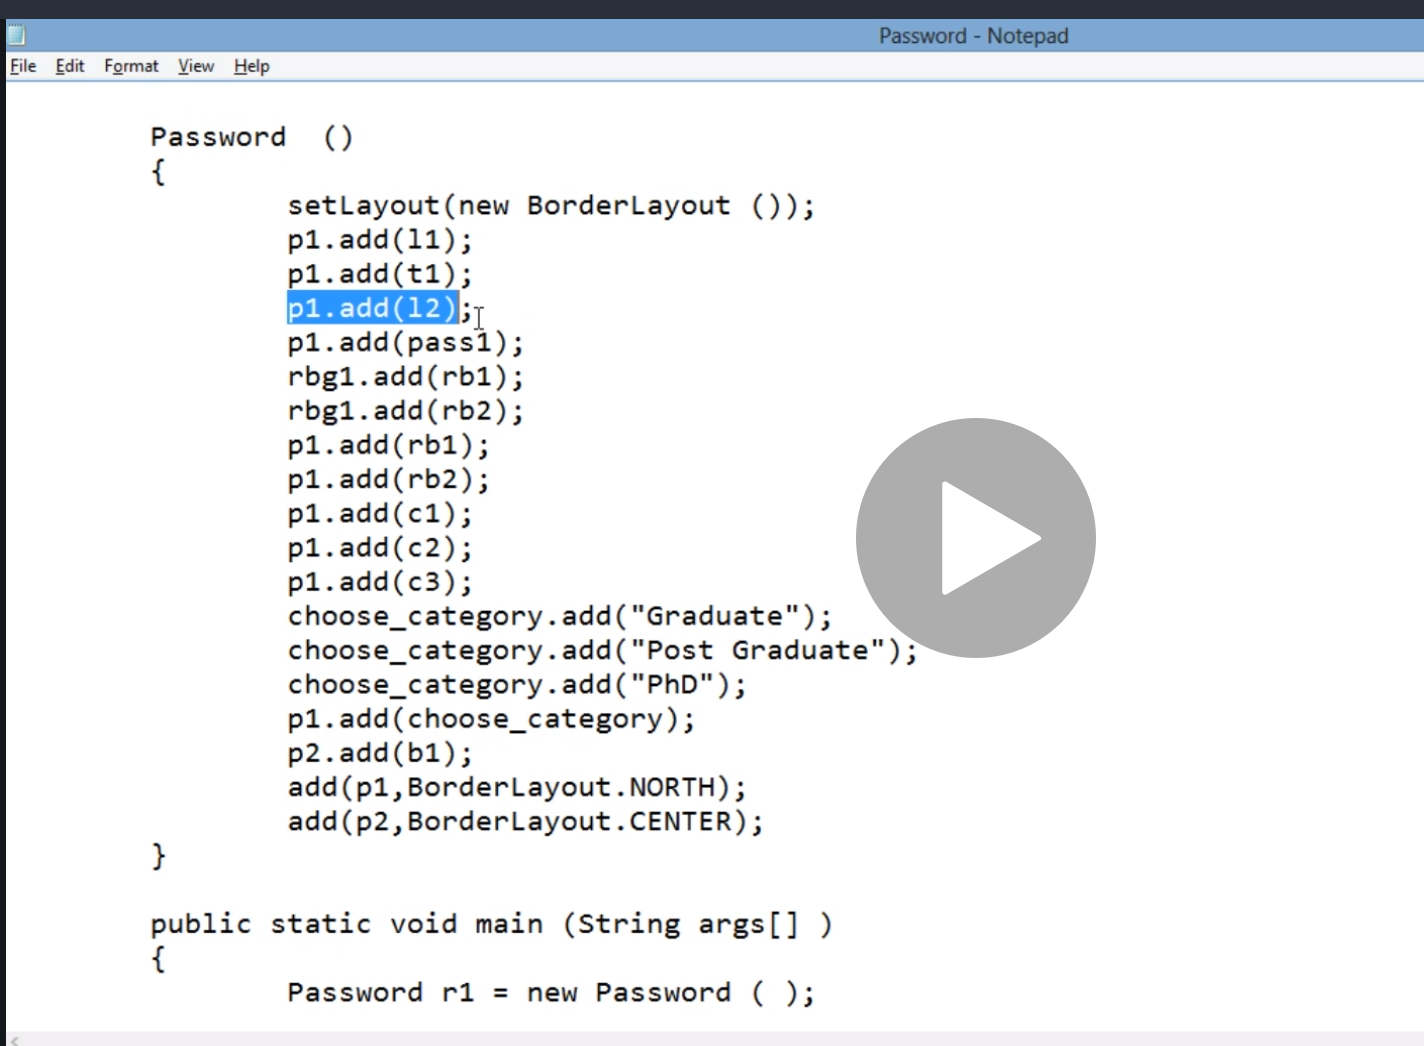 Password - Notepad
File Edit Format View Help
Password ()
{
setLayout(new BorderLayout ());
p1.add(l1);
p1.add(t1);
p1.add(l2);
p1.add(pass1);
rbg1.add(rb1);
rbg1.add(rb2);
p1.add(rb1);
p1.add(rb2);
p1.add(c1);
p1.add(c2);
p1.add(c3);
choose_category.add("Graduate");
choose_category.add("Post Graduate");
choose_category.add("PhD");
p1.add(choose_category);
p2.add(b1);
add(p1,BorderLayout.NORTH);
add(p2,BorderLayout.CENTER);
}
public static void main (String args[] )
{
Password r1 = new Password ( );